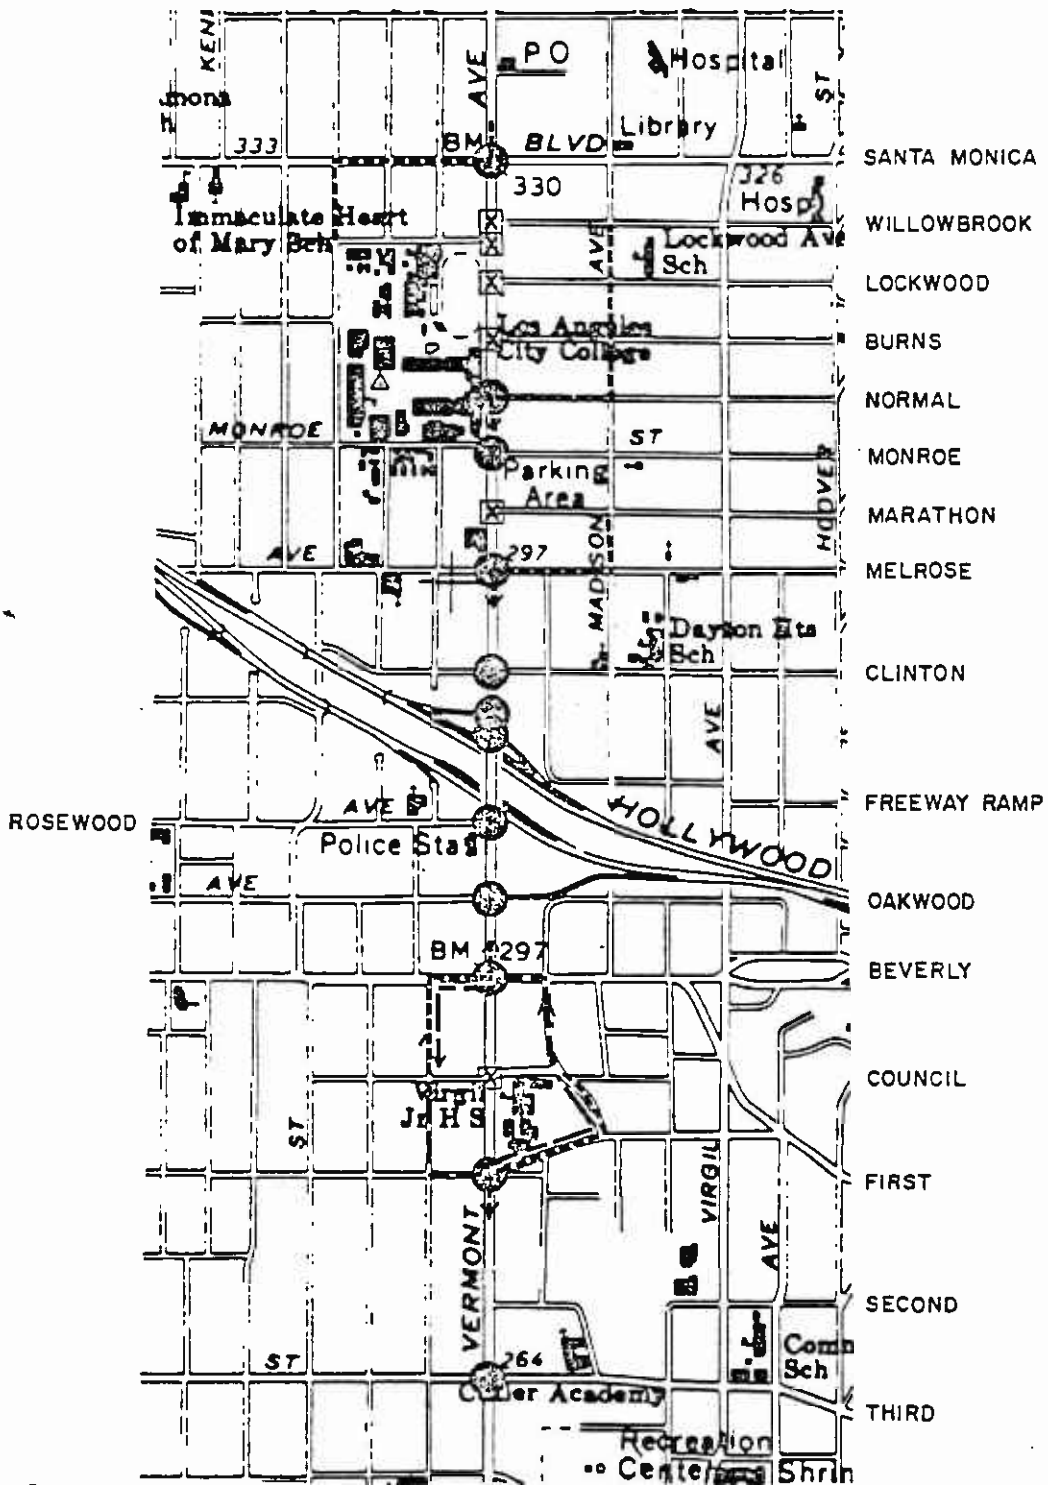 AVE
PO
Hospital
ST
333
BM
BLVD
Library
SANTA MONICA
330
326
Hosp
Immaculate Heart
of Mary Sch
AVE
WILLOWBROOK
Lockwood Ave
Sch
LOCKWOOD
Los Angeles
City College
BURNS
NORMAL
MONROE
ST
MONROE
Parking
Area
HOOVER
MARATHON
AVE
297
MADISON
MELROSE
Dayton Hts
Sch
CLINTON
AVE
FREEWAY RAMP
ROSEWOOD
AVE
HOLLYWOOD
Police Sta
AVE
OAKWOOD
BM
297
BEVERLY
COUNCIL
Virgil
Jr H S
ST
VIRGIL
FIRST
AVE
VERMONT
SECOND
ST
264
Sch
Academy
THIRD
Recreation
Center